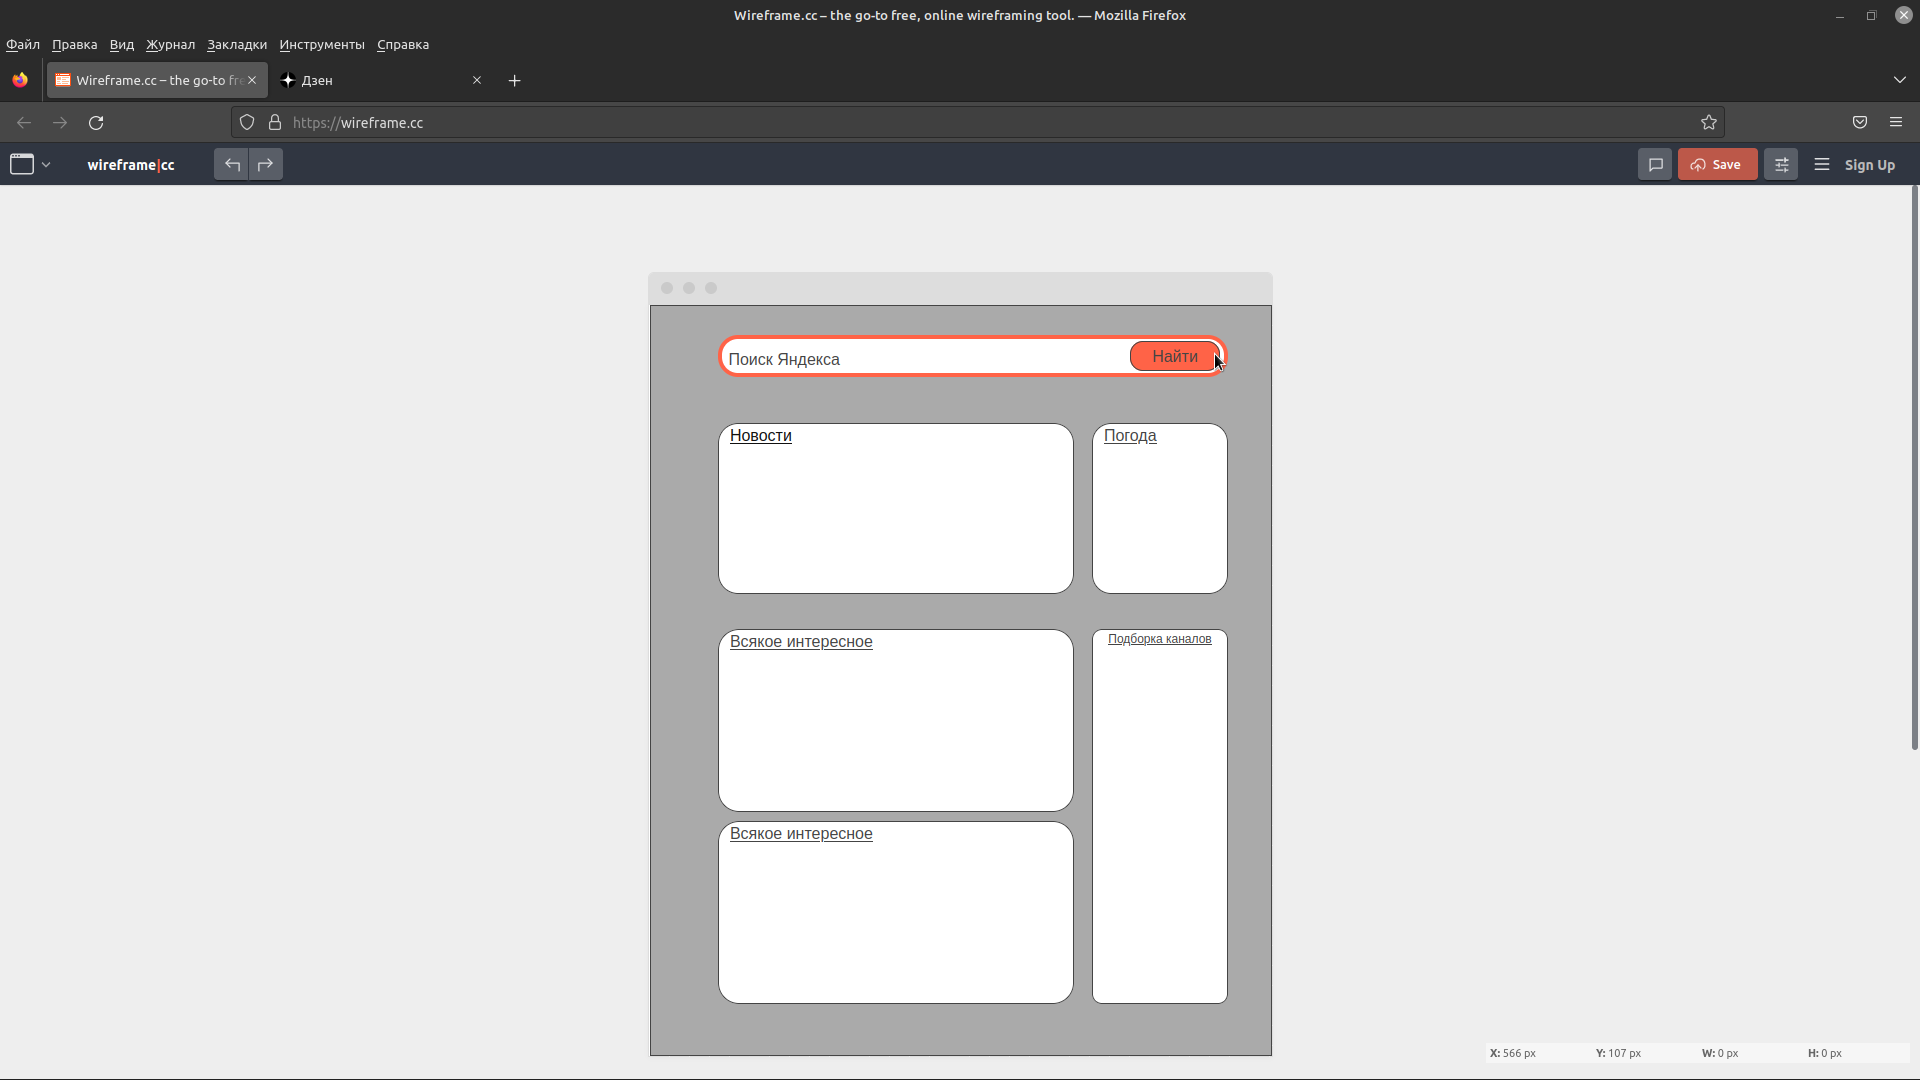 Wireframe.cc – the go-to free, online wireframing tool. — Mozilla Firefox
Файл Правка Вид Журнал Закладки Инструменты Справка
Wireframe.cc – the go-to fre
Дзен
https://wireframe.cc
wireframe|cc
Save
Sign Up
Поиск Яндекса
Найти
Новости
Погода
Всякое интересное
Подборка каналов
Всякое интересное
X: 566 px Y: 107 px W: 0 px H: 0 px